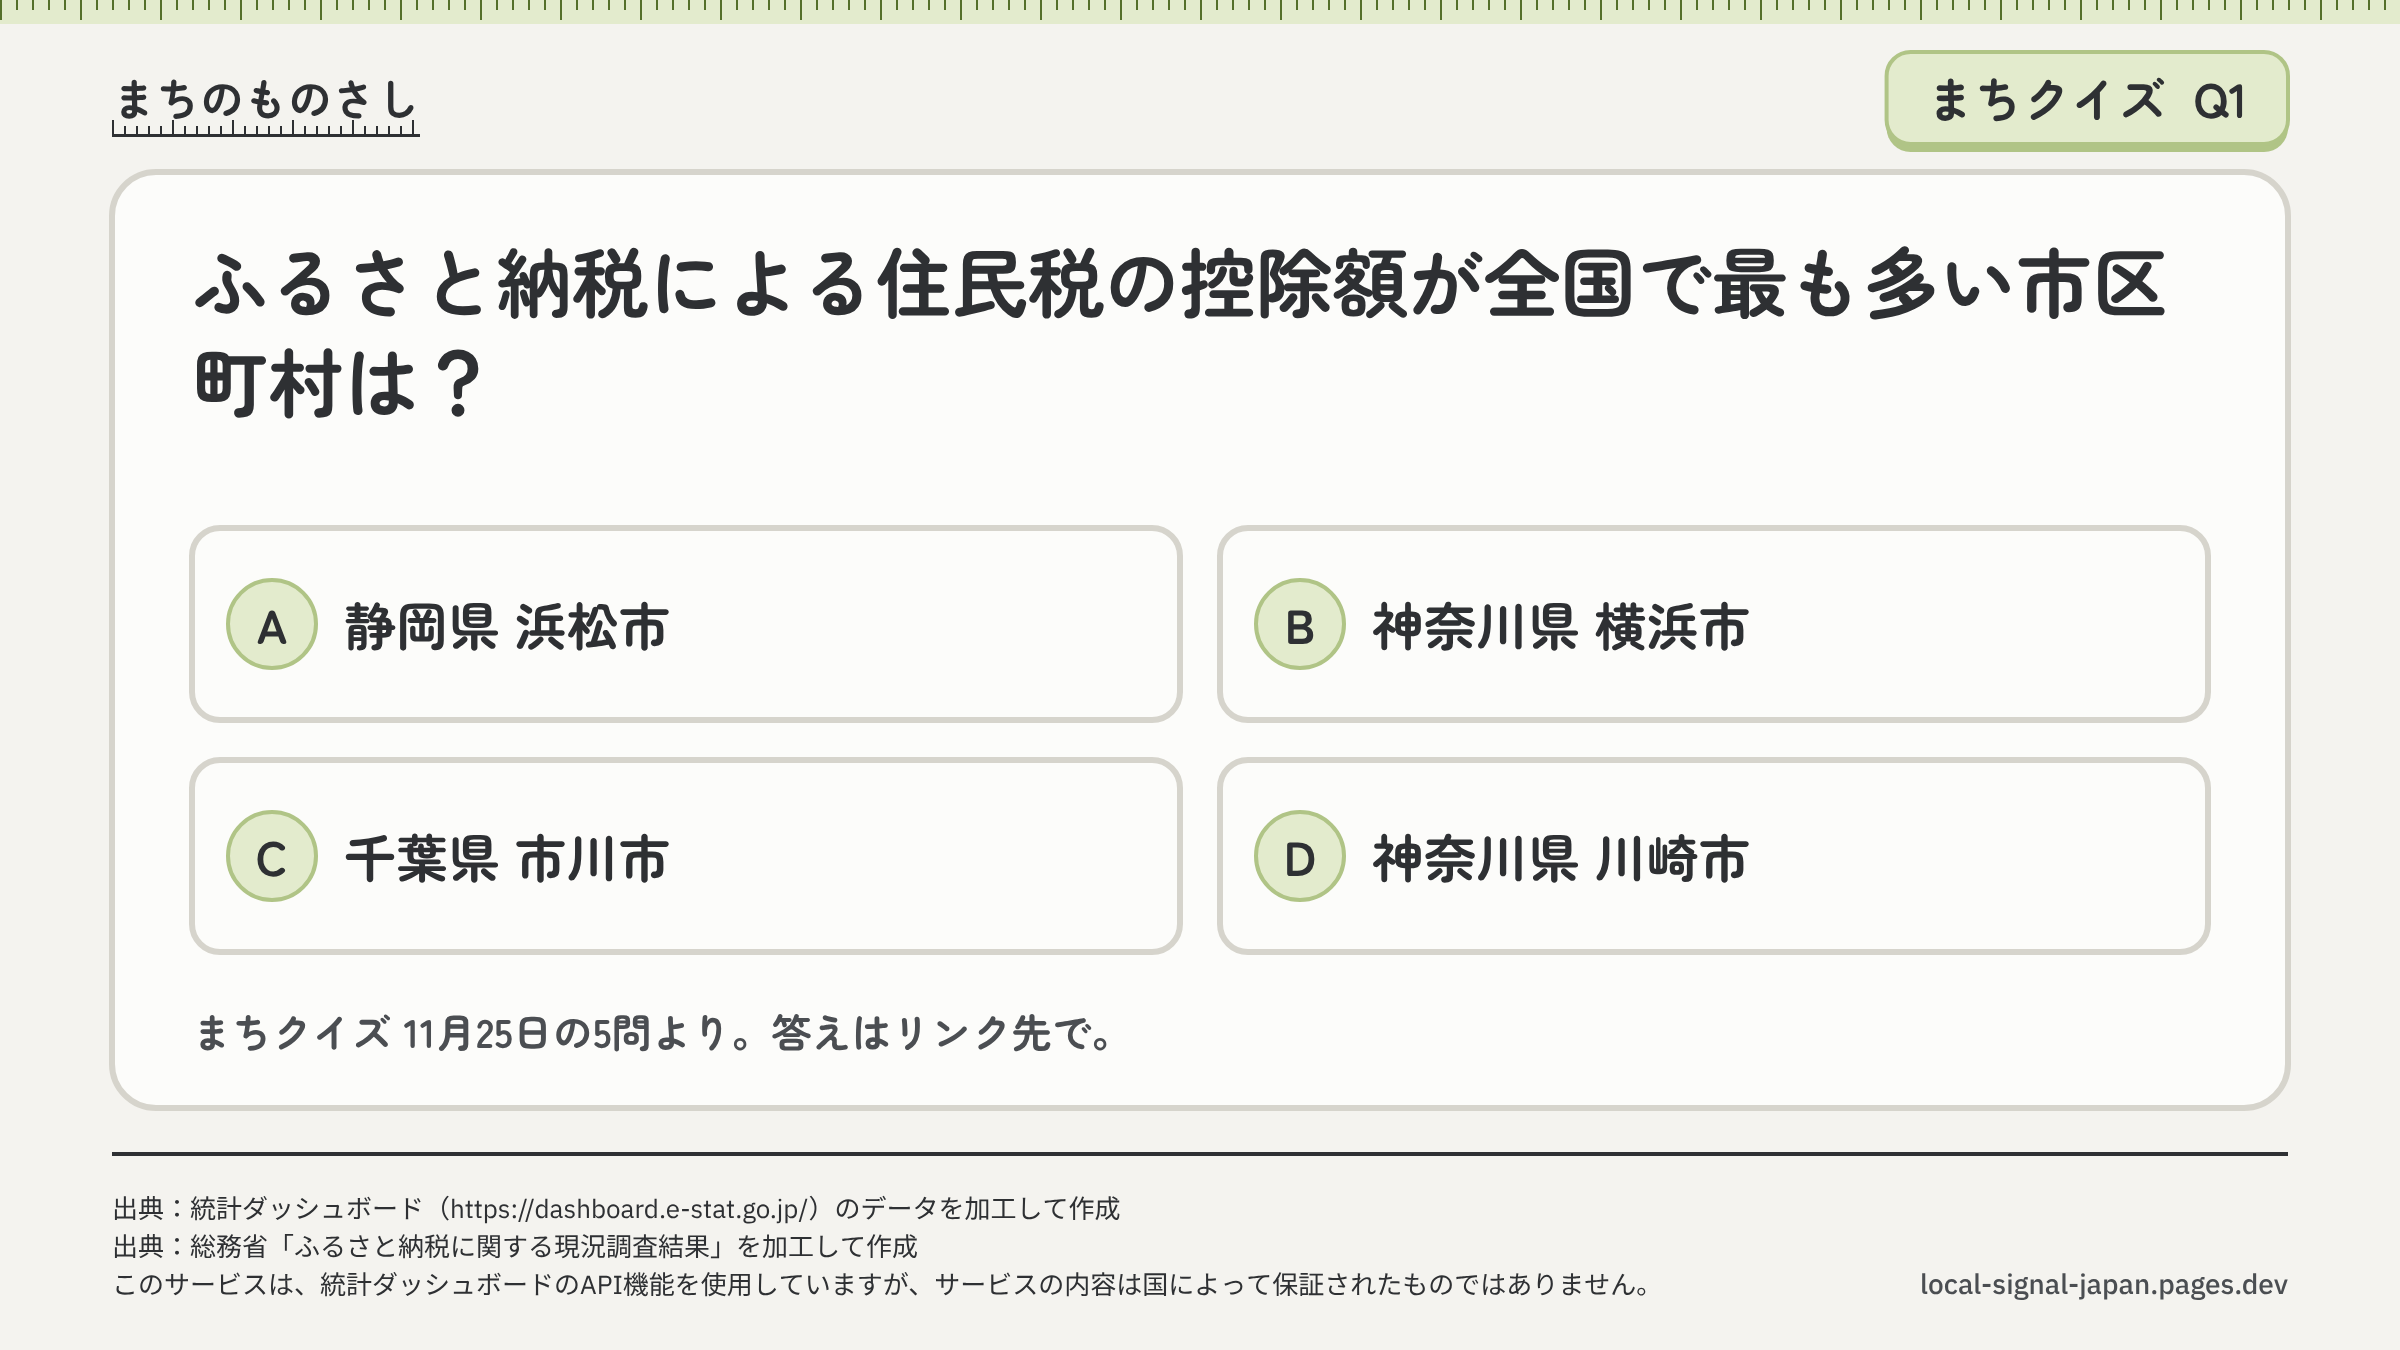 まちのものさし
まちクイズ Q1
ふるさと納税による住民税の控除額が全国で最も多い市区
町村は？
A 静岡県 浜松市
B 神奈川県 横浜市
C 千葉県 市川市
D 神奈川県 川崎市
まちクイズ 11月25日の5問より。答えはリンク先で。
出典：統計ダッシュボード（https://dashboard.e-stat.go.jp/）のデータを加工して作成
出典：総務省「ふるさと納税に関する現況調査結果」を加工して作成
このサービスは、統計ダッシュボードのAPI機能を使用していますが、サービスの内容は国によって保証されたものではありません。
local-signal-japan.pages.dev